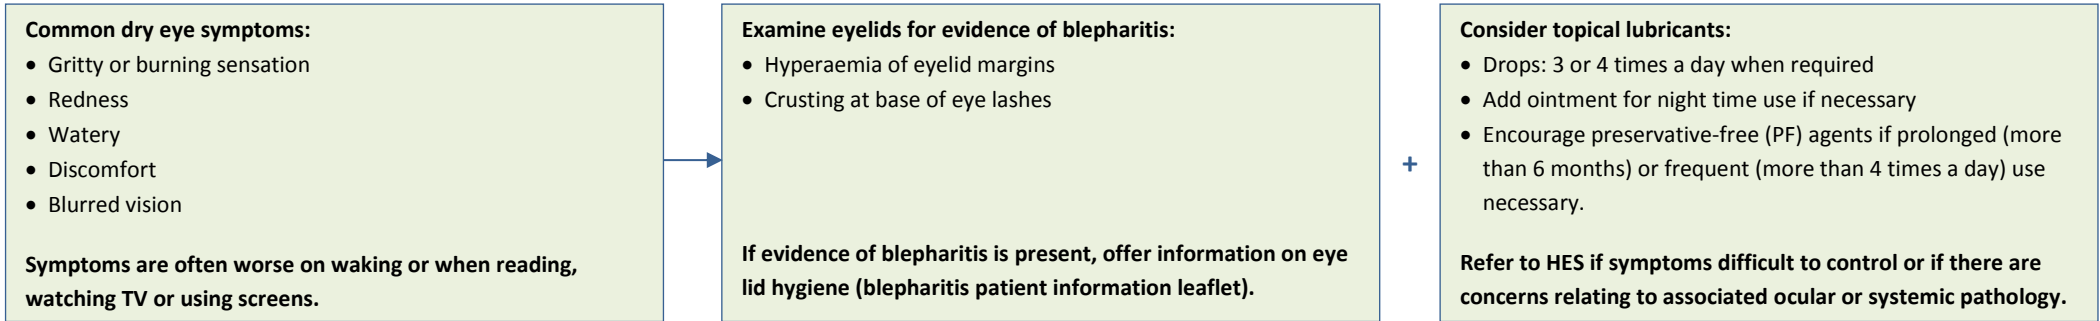 Common dry eye symptoms:
• Gritty or burning sensation
• Redness
• Watery
• Discomfort
• Blurred vision
Symptoms are often worse on waking or when reading,
watching TV or using screens.
Examine eyelids for evidence of blepharitis:
• Hyperaemia of eyelid margins
• Crusting at base of eye lashes
If evidence of blepharitis is present, offer information on eye
lid hygiene (blepharitis patient information leaflet).
+
Consider topical lubricants:
• Drops: 3 or 4 times a day when required
• Add ointment for night time use if necessary
• Encourage preservative-free (PF) agents if prolonged (more
than 6 months) or frequent (more than 4 times a day) use
necessary.
Refer to HES if symptoms difficult to control or if there are
concerns relating to associated ocular or systemic pathology.